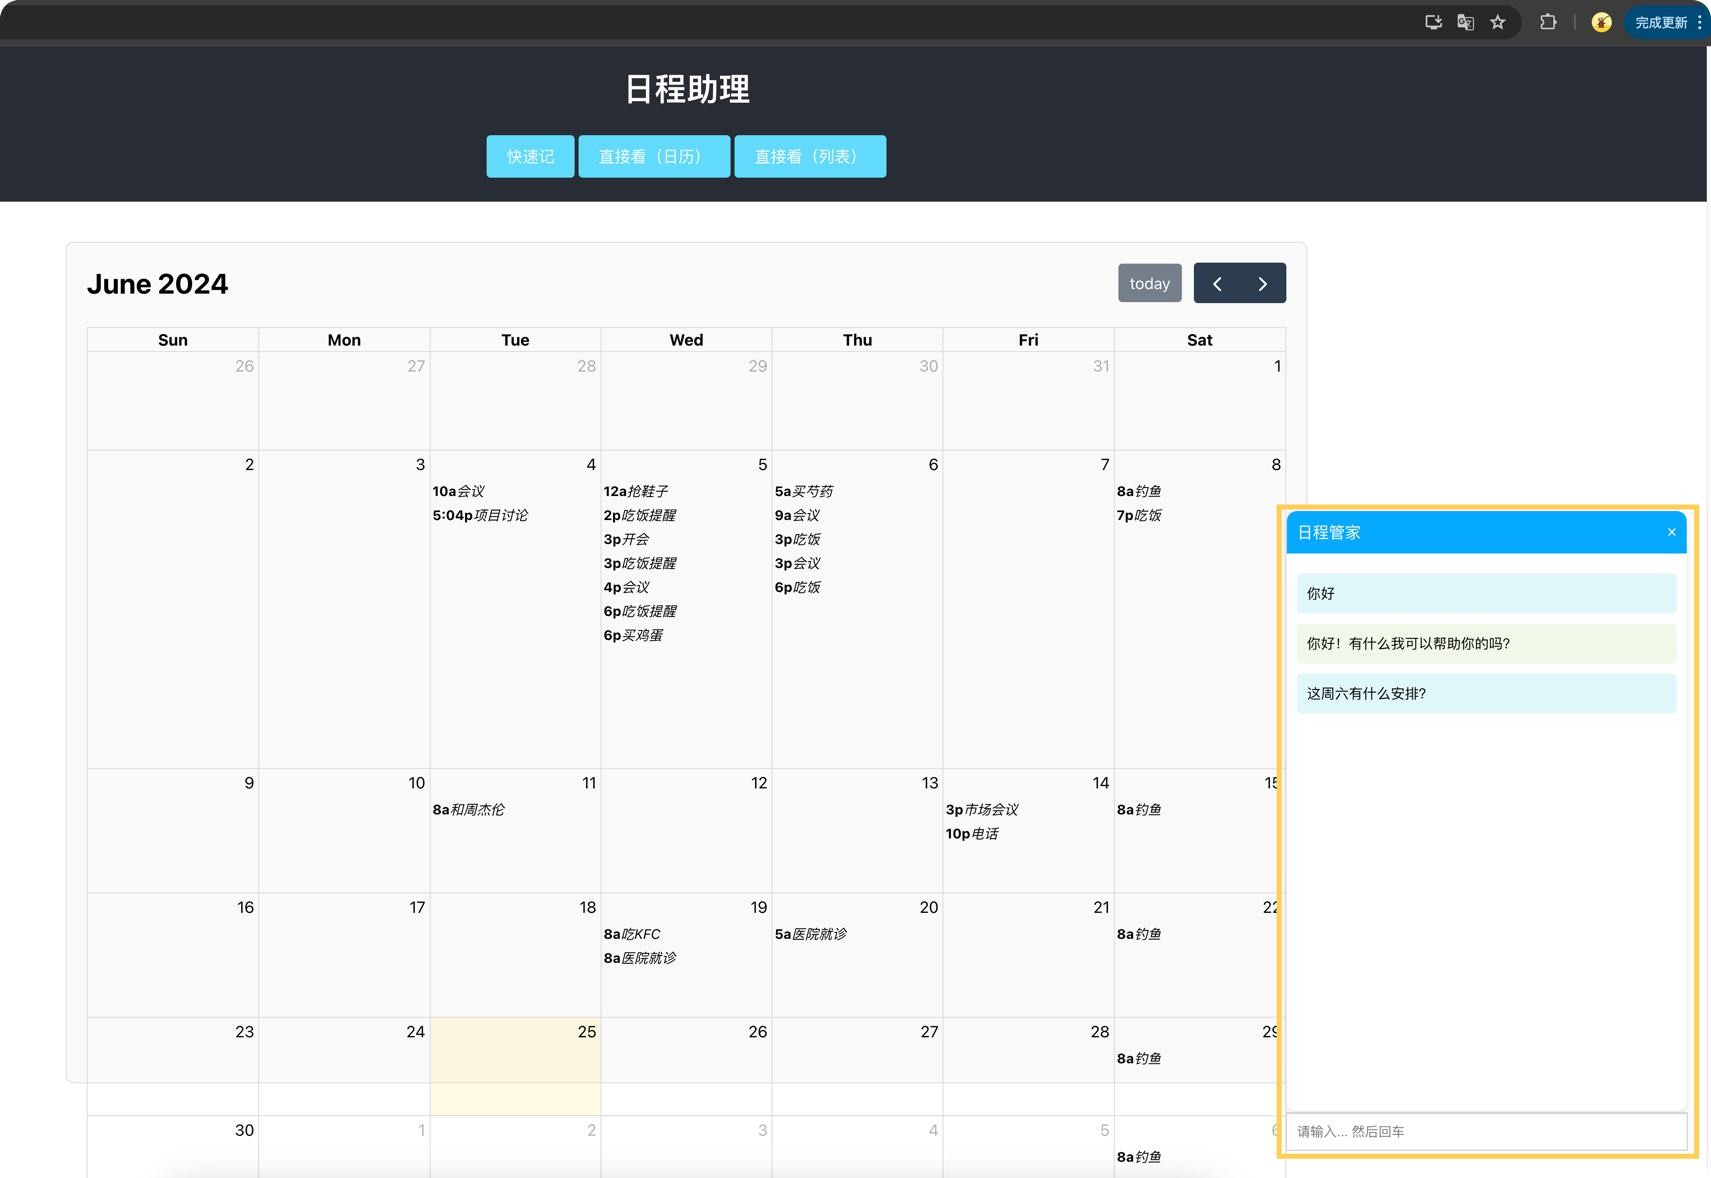 完成更新
日程助理
快速记
直接看（日历）
直接看（列表）
June 2024
today
Sun Mon Tue Wed Thu Fri Sat
26 27 28 29 30 31 1
2 3 4 5 6 7 8
10a会议
5:04p项目讨论
12a抢鞋子
2p吃饭提醒
3p开会
3p吃饭提醒
4p会议
6p吃饭提醒
6p买鸡蛋
5a买芍药
9a会议
3p吃饭
3p会议
6p吃饭
8a钓鱼
7p吃饭
9 10 11 12 13 14 15
8a和周杰伦
3p市场会议
10p电话
8a钓鱼
16 17 18 19 20 21 22
8a吃KFC
8a医院就诊
5a医院就诊
8a钓鱼
23 24 25 26 27 28 29
8a钓鱼
30 1 2 3 4 5 6
8a钓鱼
日程管家
×
你好
你好！有什么我可以帮助你的吗？
这周六有什么安排？
请输入... 然后回车